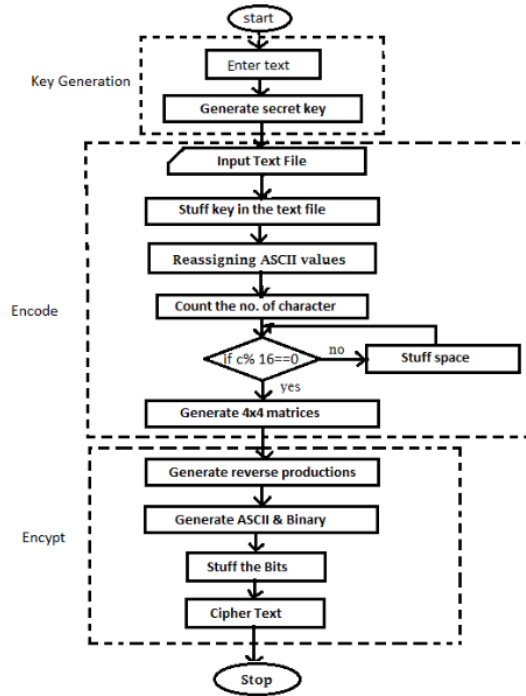 start
Key Generation
Enter text
Generate secret key
Input Text File
Stuff key in the text file
Reassigning ASCII values
Encode
Count the no. of character
if c% 16==0
no
Stuff space
yes
Generate 4x4 matrices
Generate reverse productions
Encypt
Generate ASCII & Binary
Stuff the Bits
Cipher Text
Stop